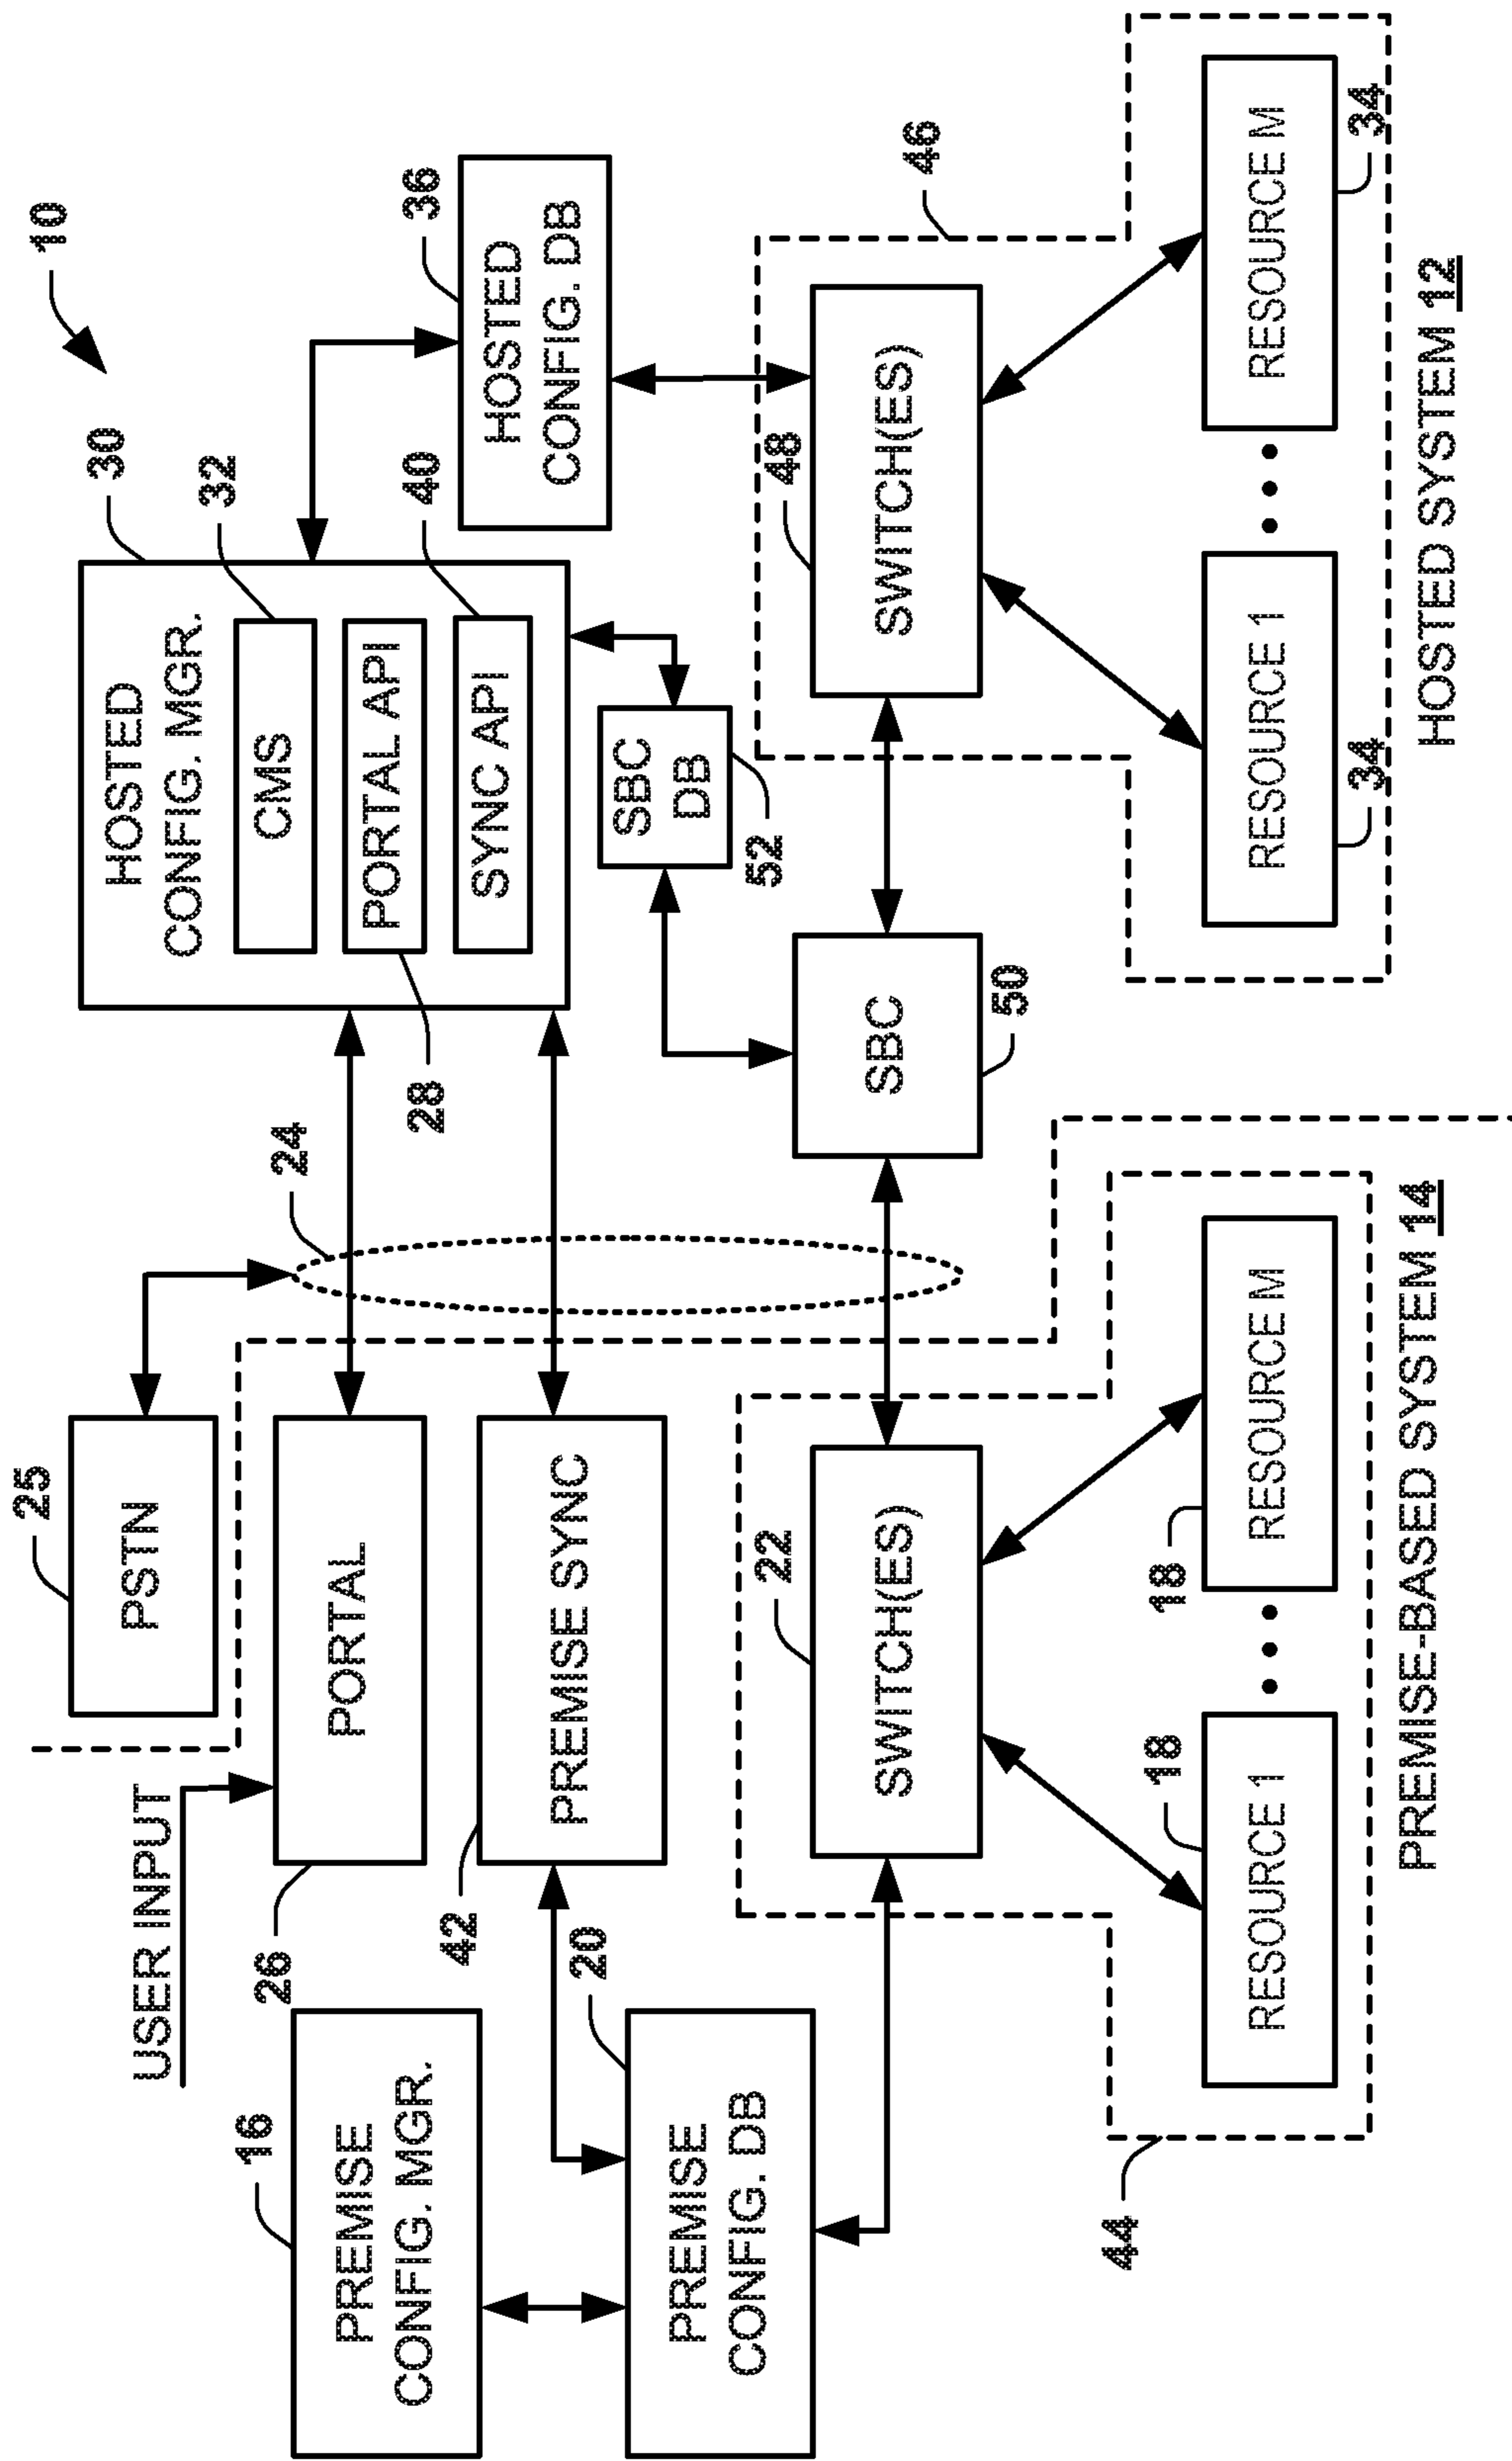 10
25
PSTN
USER INPUT
26
PORTAL
24
30
HOSTED
CONFIG. MGR.
32
CMS
28
PORTAL API
40
SYNC API
36
HOSTED
CONFIG. DB
16
PREMISE
CONFIG. MGR.
42
PREMISE SYNC
20
PREMISE
CONFIG. DB
SBC
DB
52
22
SWITCH(ES)
SBC
50
48
SWITCH(ES)
46
44
18
RESOURCE 1
18
RESOURCE M
PREMISE-BASED SYSTEM 14
RESOURCE 1
34
RESOURCE M
34
HOSTED SYSTEM 12